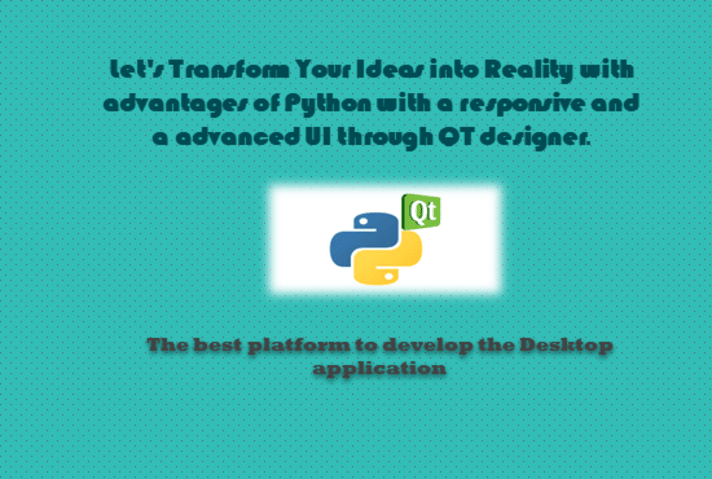 Let's Transform Your Ideas into Reality with
advantages of Python with a responsive and
a advanced UI through QT designer.
Qt
The best platform to develop the Desktop
application